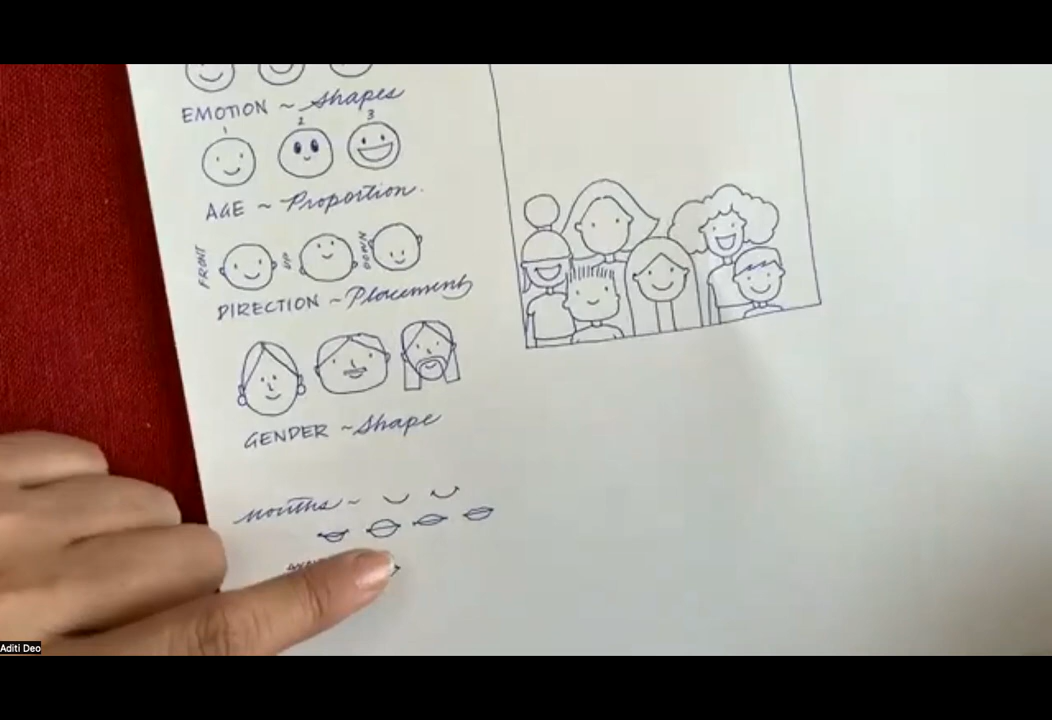 EMOTION ~ Shapes
1 2 3
AGE ~ Proportion.
FRONT UP DOWN
DIRECTION ~ Placement
GENDER ~ Shape
Mouths ~
Aditi Deo